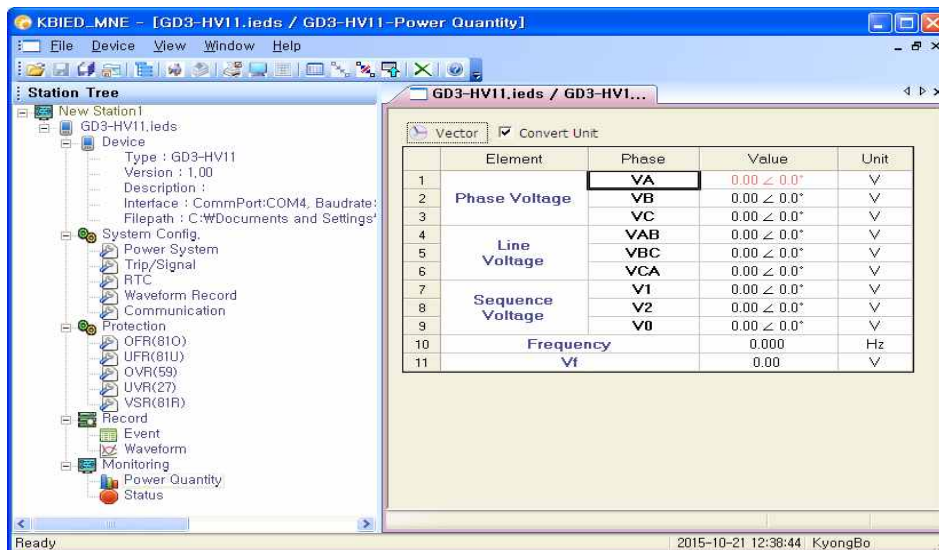 KBIED_MNE - [GD3-HV11.ieds / GD3-HV11-Power Quantity]
File Device View Window Help
Station Tree
New Station1
GD3-HV11.ieds
Device
Type : GD3-HV11
Version : 1.00
Description :
Interface : CommPort:COM4, Baudrate:
Filepath : C:₩Documents and Settings
System Config.
Power System
Trip/Signal
RTC
Waveform Record
Communication
Protection
OFR(81O)
UFR(81U)
OVR(59)
UVR(27)
VSR(81R)
Record
Event
Waveform
Monitoring
Power Quantity
Status
GD3-HV11.ieds / GD3-HV1...
Vector Convert Unit
Element Phase Value Unit
1 Phase Voltage VA 0.00 ∠ 0.0° V
2 VB 0.00 ∠ 0.0° V
3 VC 0.00 ∠ 0.0° V
4 Line Voltage VAB 0.00 ∠ 0.0° V
5 VBC 0.00 ∠ 0.0° V
6 VCA 0.00 ∠ 0.0° V
7 Sequence Voltage V1 0.00 ∠ 0.0° V
8 V2 0.00 ∠ 0.0° V
9 V0 0.00 ∠ 0.0° V
10 Frequency 0.000 Hz
11 Vf 0.00 V
Ready 2015-10-21 12:38:44 KyongBo